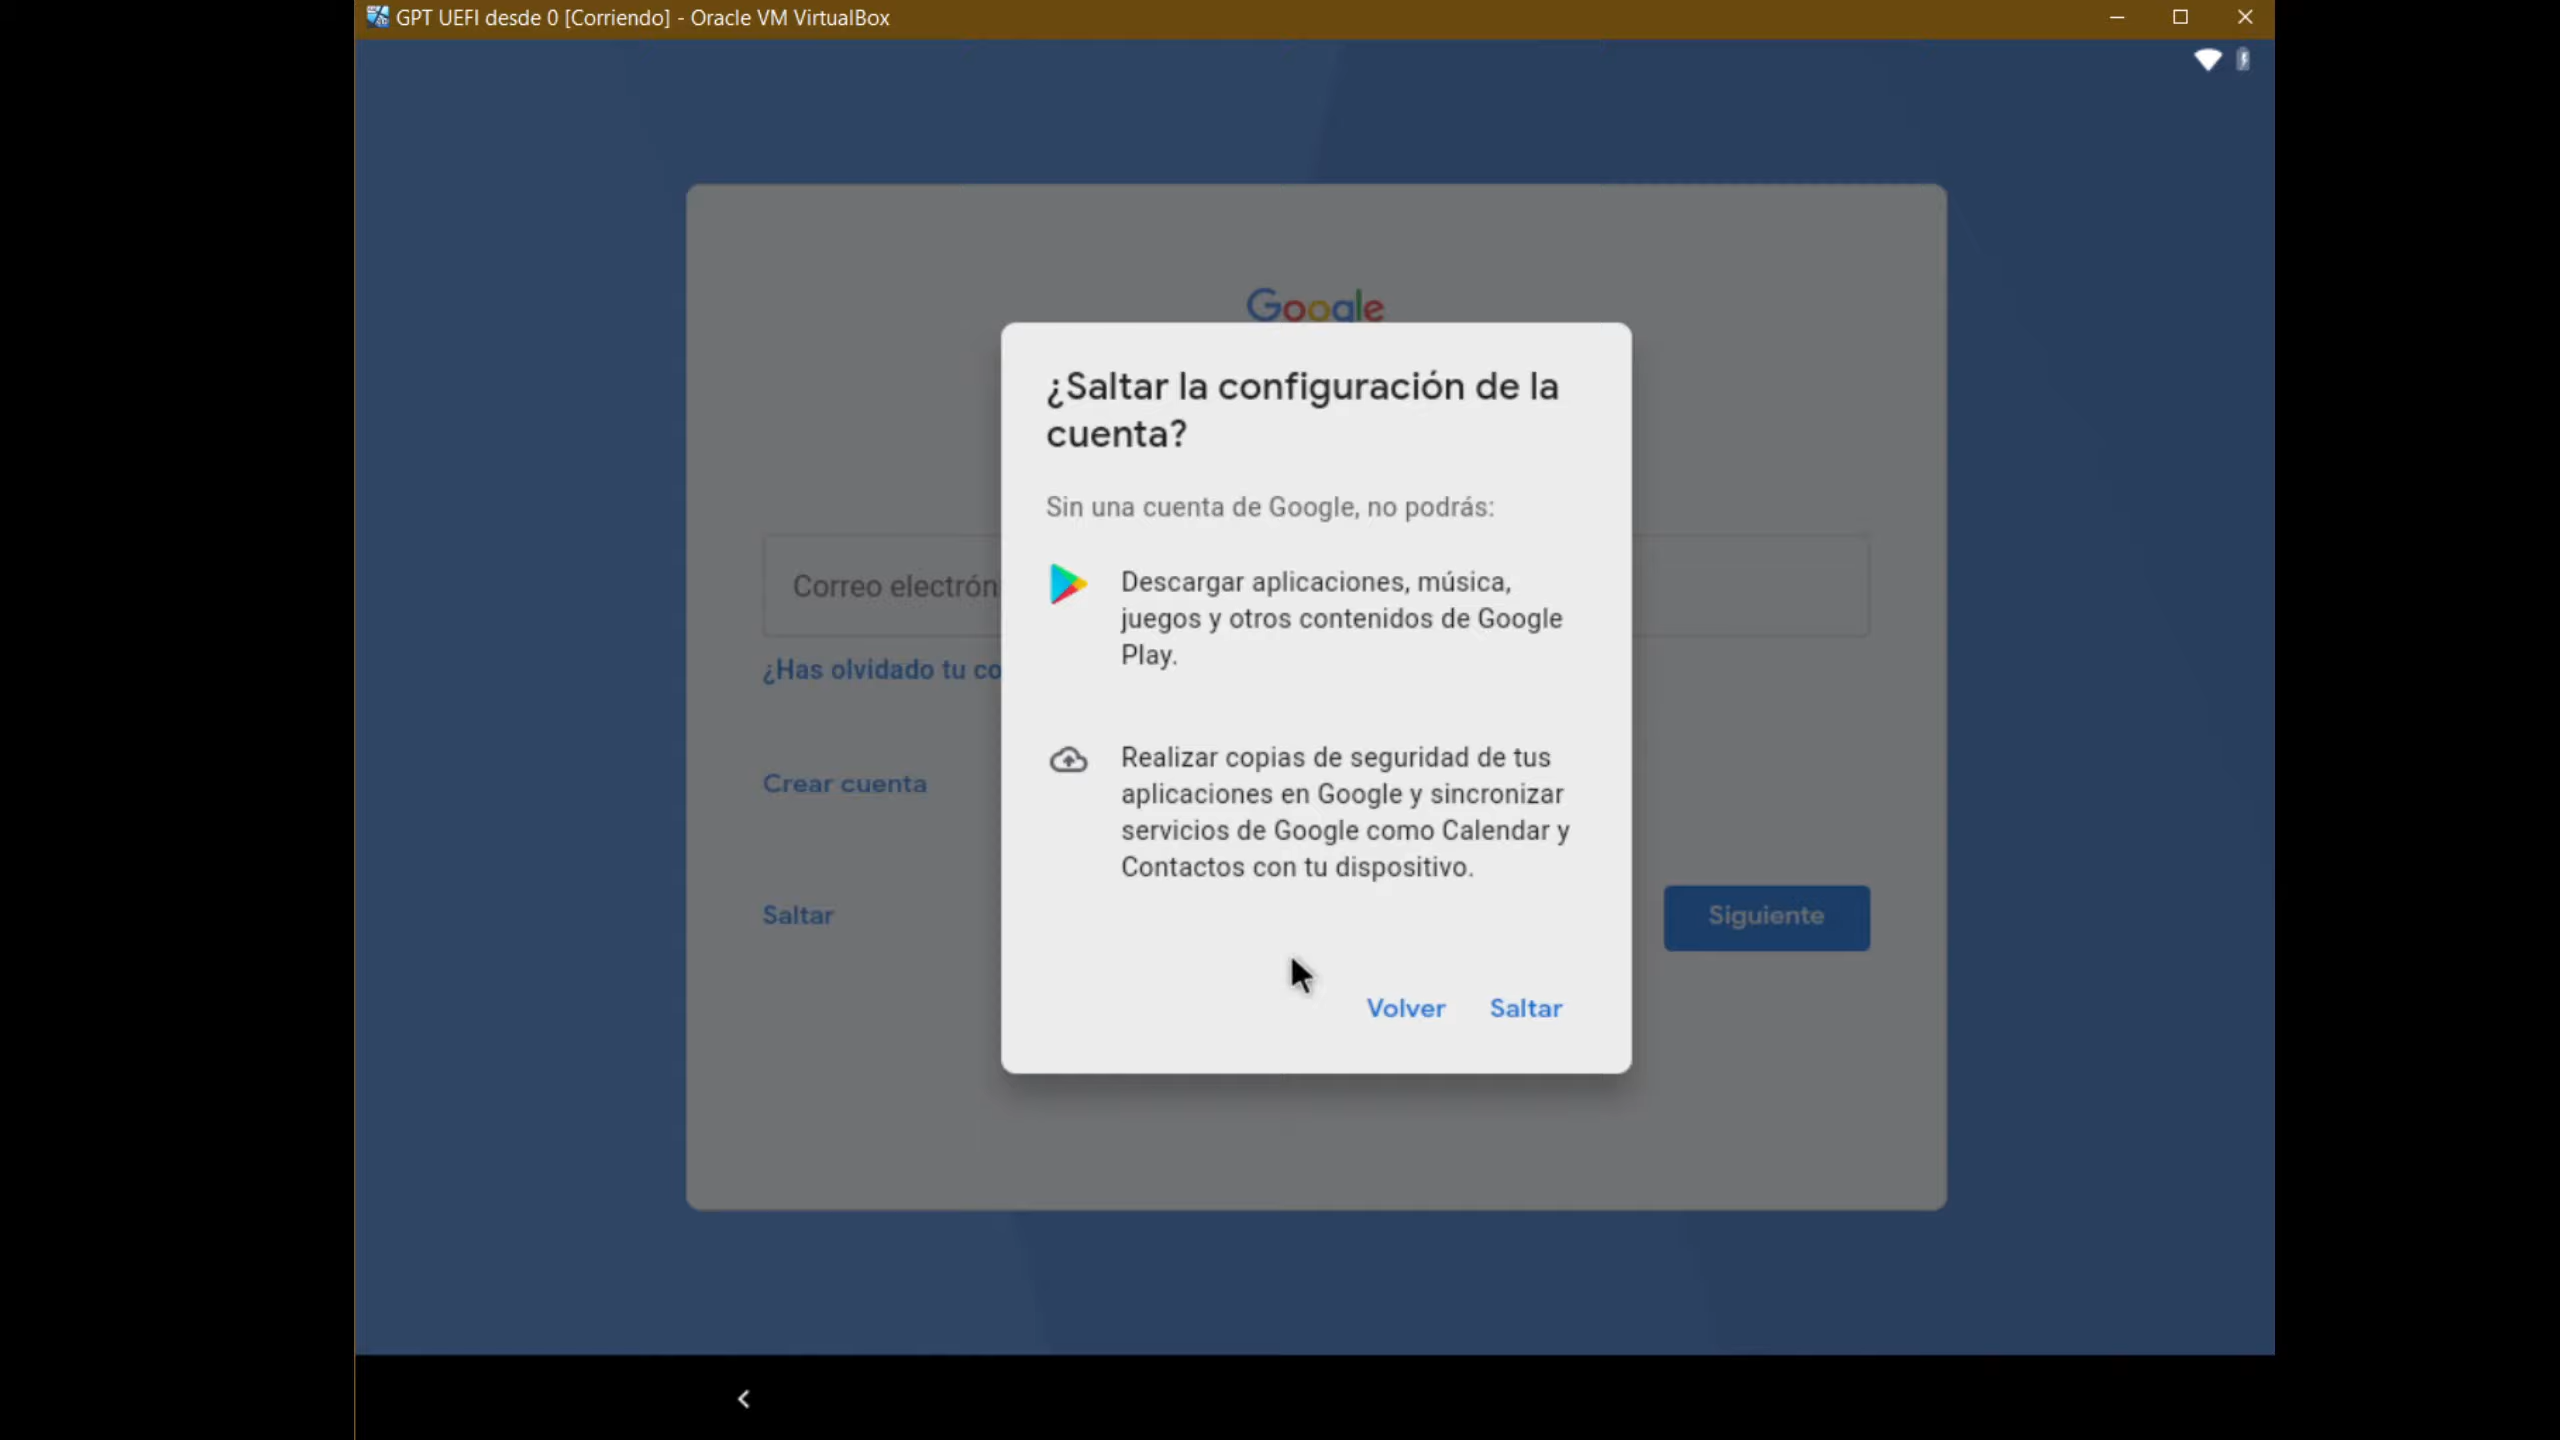 GPT UEFI desde 0 [Corriendo] - Oracle VM VirtualBox
Google
¿Saltar la configuración de la
cuenta?
Sin una cuenta de Google, no podrás:
Descargar aplicaciones, música,
juegos y otros contenidos de Google
Play.
Realizar copias de seguridad de tus
aplicaciones en Google y sincronizar
servicios de Google como Calendar y
Contactos con tu dispositivo.
Volver Saltar
Correo electrón
¿Has olvidado tu co
Crear cuenta
Saltar
Siguiente